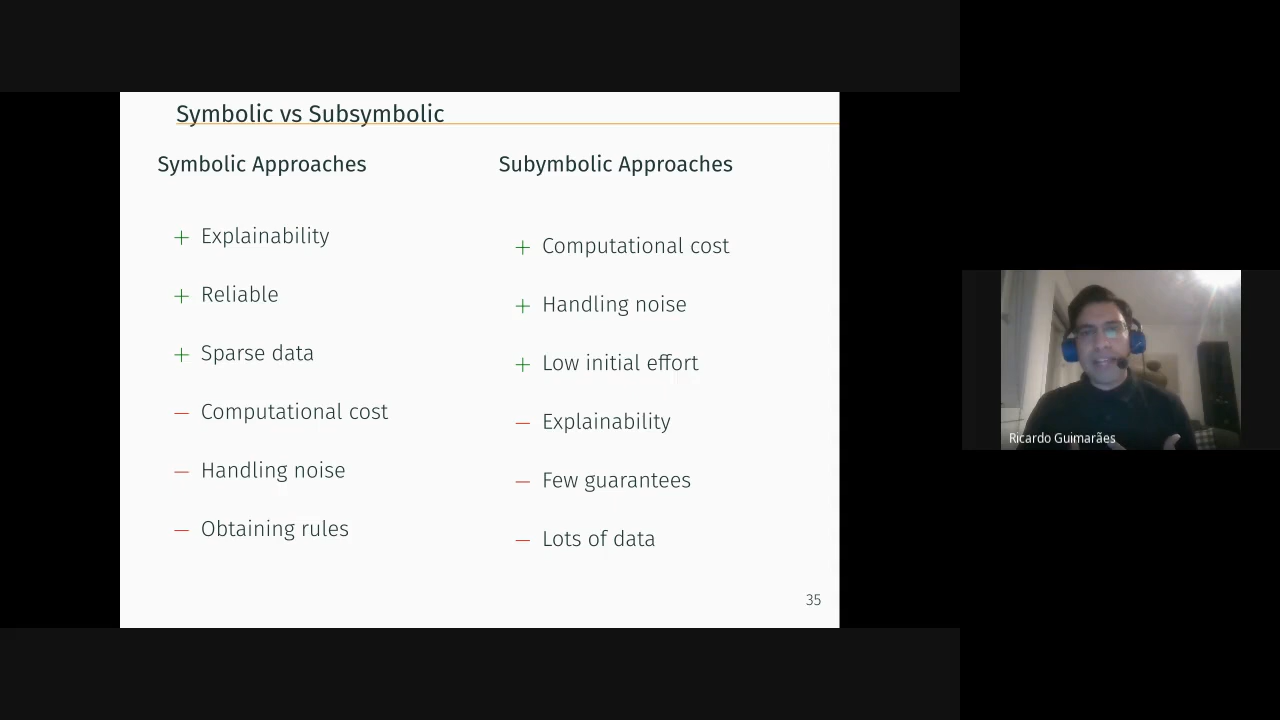 Symbolic vs Subsymbolic
Symbolic Approaches
+ Explainability
+ Reliable
+ Sparse data
− Computational cost
− Handling noise
− Obtaining rules
Subymbolic Approaches
+ Computational cost
+ Handling noise
+ Low initial effort
− Explainability
− Few guarantees
− Lots of data
35
Ricardo Guimarães